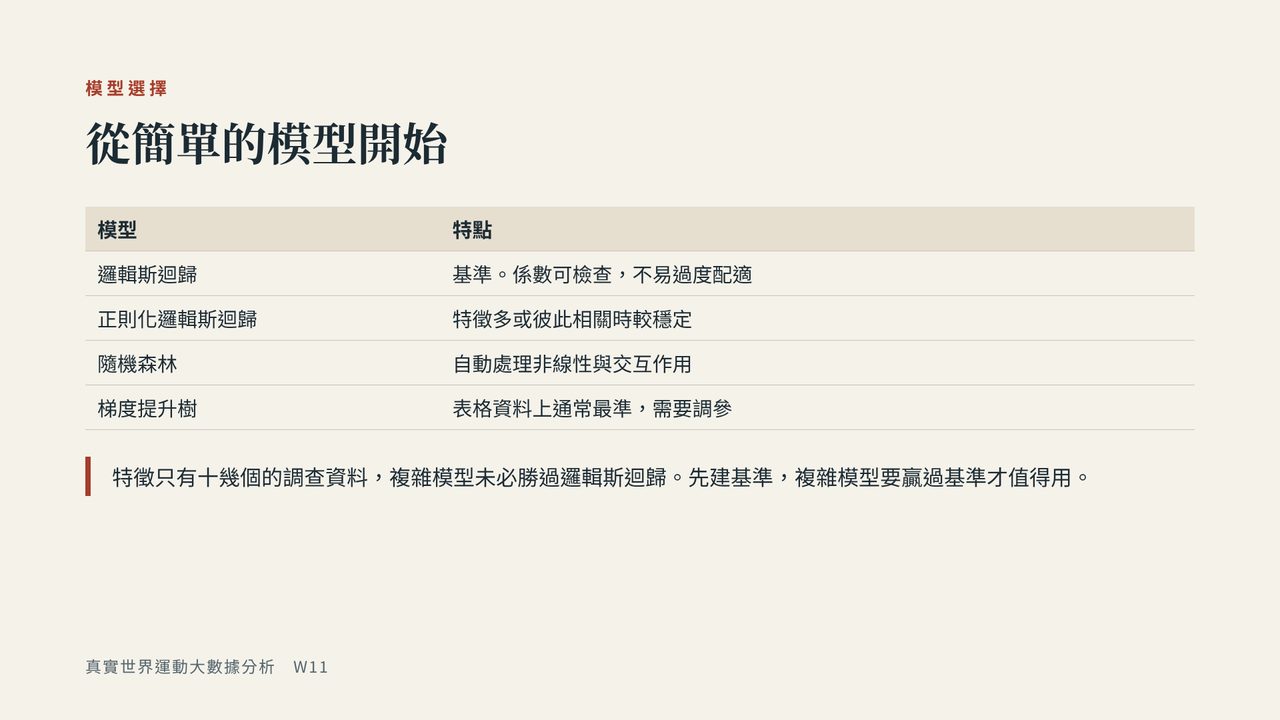 模型選擇
從簡單的模型開始
模型 特點
邏輯斯迴歸 基準。係數可檢查，不易過度配適
正則化邏輯斯迴歸 特徵多或彼此相關時較穩定
隨機森林 自動處理非線性與交互作用
梯度提升樹 表格資料上通常最準，需要調參
特徵只有十幾個的調查資料，複雜模型未必勝過邏輯斯迴歸。先建基準，複雜模型要贏過基準才值得用。
真實世界運動大數據分析 W11